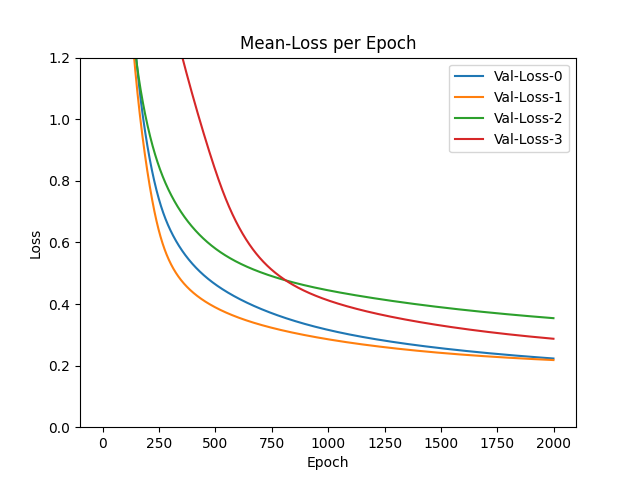 Mean-Loss per Epoch
1.2
1.0
0.8
0.6
0.4
0.2
0.0
Loss
Val-Loss-0
Val-Loss-1
Val-Loss-2
Val-Loss-3
0 250 500 750 1000 1250 1500 1750 2000
Epoch